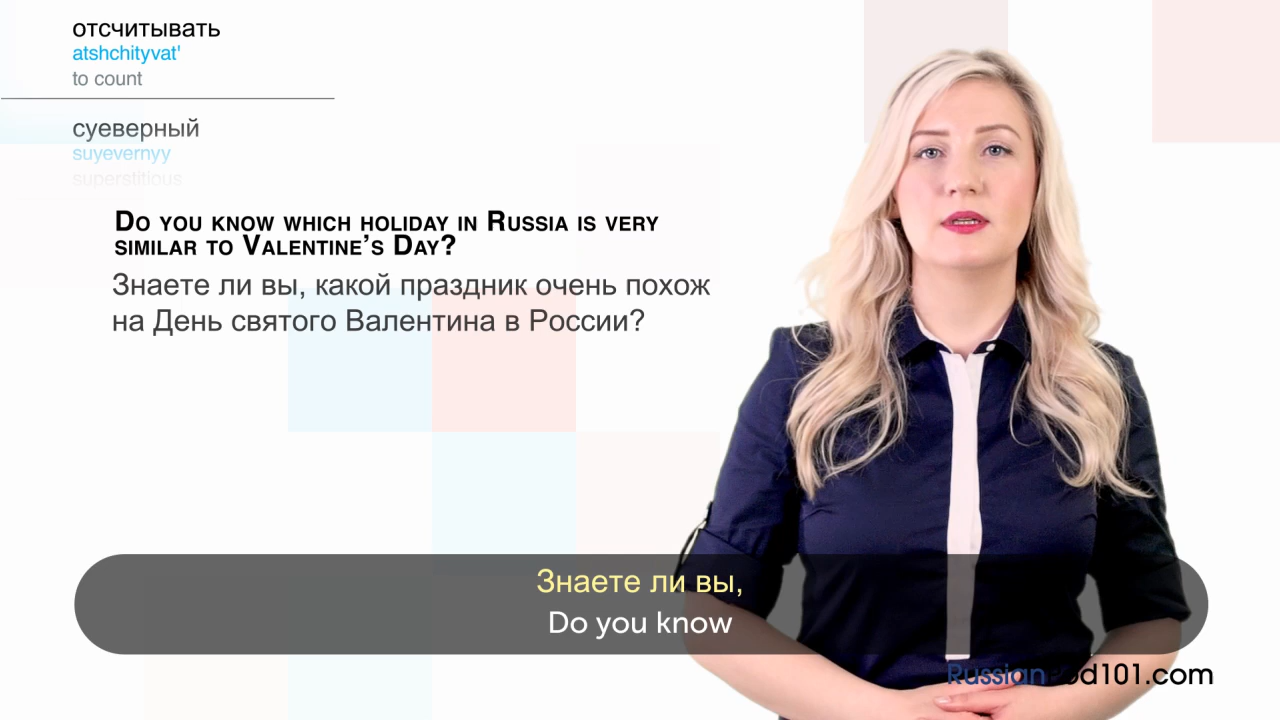 отсчитывать
atshchityvat'
to count
суеверный
suyevernyy
superstitious
Do you know which holiday in Russia is very
similar to Valentine's Day?
Знаете ли вы, какой праздник очень похож
на День святого Валентина в России?
Знаете ли вы,
Do you know
RussianPod101.com